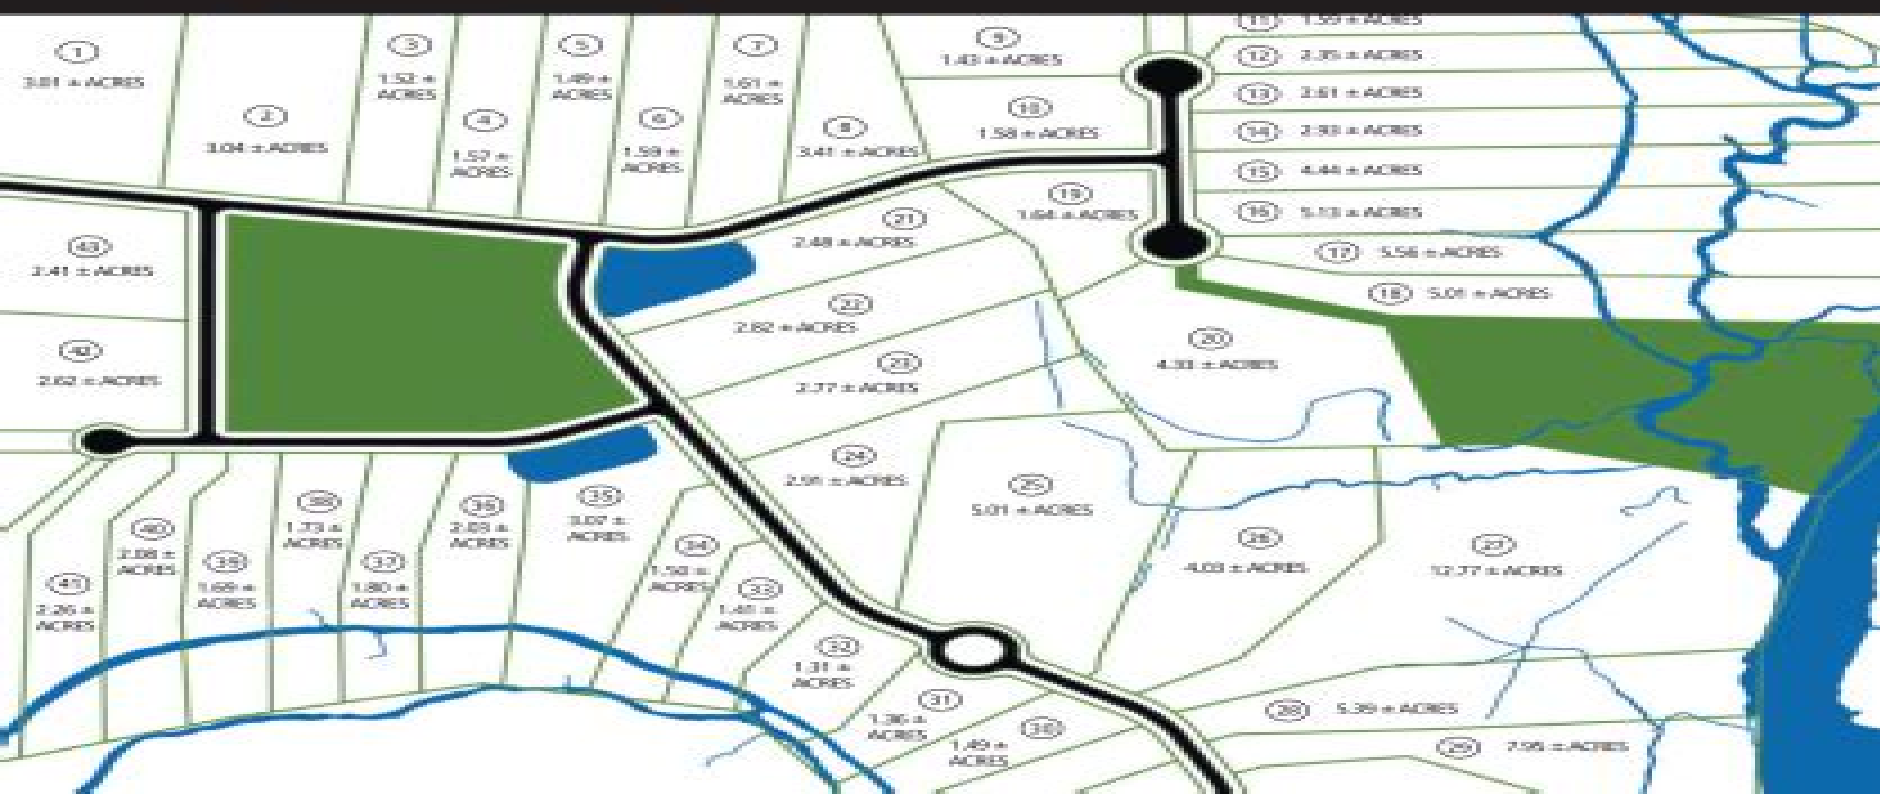 1
3.01 ± ACRES
2
3.04 ± ACRES
3
1.52 ±
ACRES
4
1.57 ±
ACRES
5
1.49 ±
ACRES
6
1.59 ±
ACRES
7
1.61 ±
ACRES
8
3.41 ± ACRES
9
1.43 ± ACRES
10
1.58 ± ACRES
11 1.99 ± ACRES
12 2.35 ± ACRES
13 2.61 ± ACRES
14 2.93 ± ACRES
15 4.44 ± ACRES
16 5.13 ± ACRES
17 5.56 ± ACRES
18 5.01 ± ACRES
19
1.64 ± ACRES
20
4.93 ± ACRES
21
2.48 ± ACRES
22
2.82 ± ACRES
23
2.77 ± ACRES
24
2.91 ± ACRES
25
5.01 ± ACRES
26
4.03 ± ACRES
27
12.77 ± ACRES
28 5.39 ± ACRES
29 7.95 ± ACRES
30
1.49 ±
ACRES
31
1.36 ±
ACRES
32
1.31 ±
ACRES
33
1.41 ±
ACRES
34
1.50 ±
ACRES
35
3.07 ±
ACRES
36
2.03 ±
ACRES
37
1.80 ±
ACRES
38
1.73 ±
ACRES
39
1.69 ±
ACRES
40
2.08 ±
ACRES
41
2.26 ±
ACRES
42
2.62 ± ACRES
43
2.41 ± ACRES